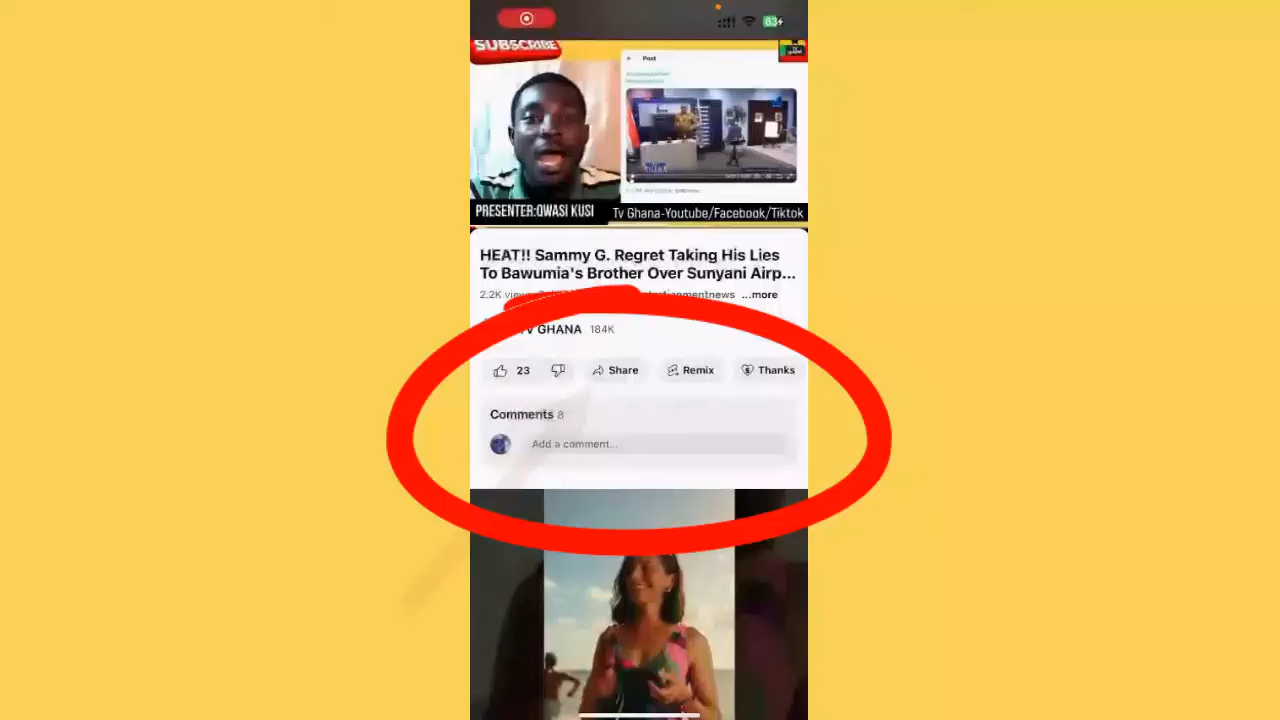 63
SUBSCRIBE
Post
PRESENTER:QWASI KUSI
Tv Ghana-Youtube/Facebook/Tiktok
HEAT!! Sammy G. Regret Taking His Lies
To Bawumia's Brother Over Sunyani Airp...
2.2K views
...more
TV GHANA 184K
23 Share Remix Thanks
Comments 8
Add a comment...